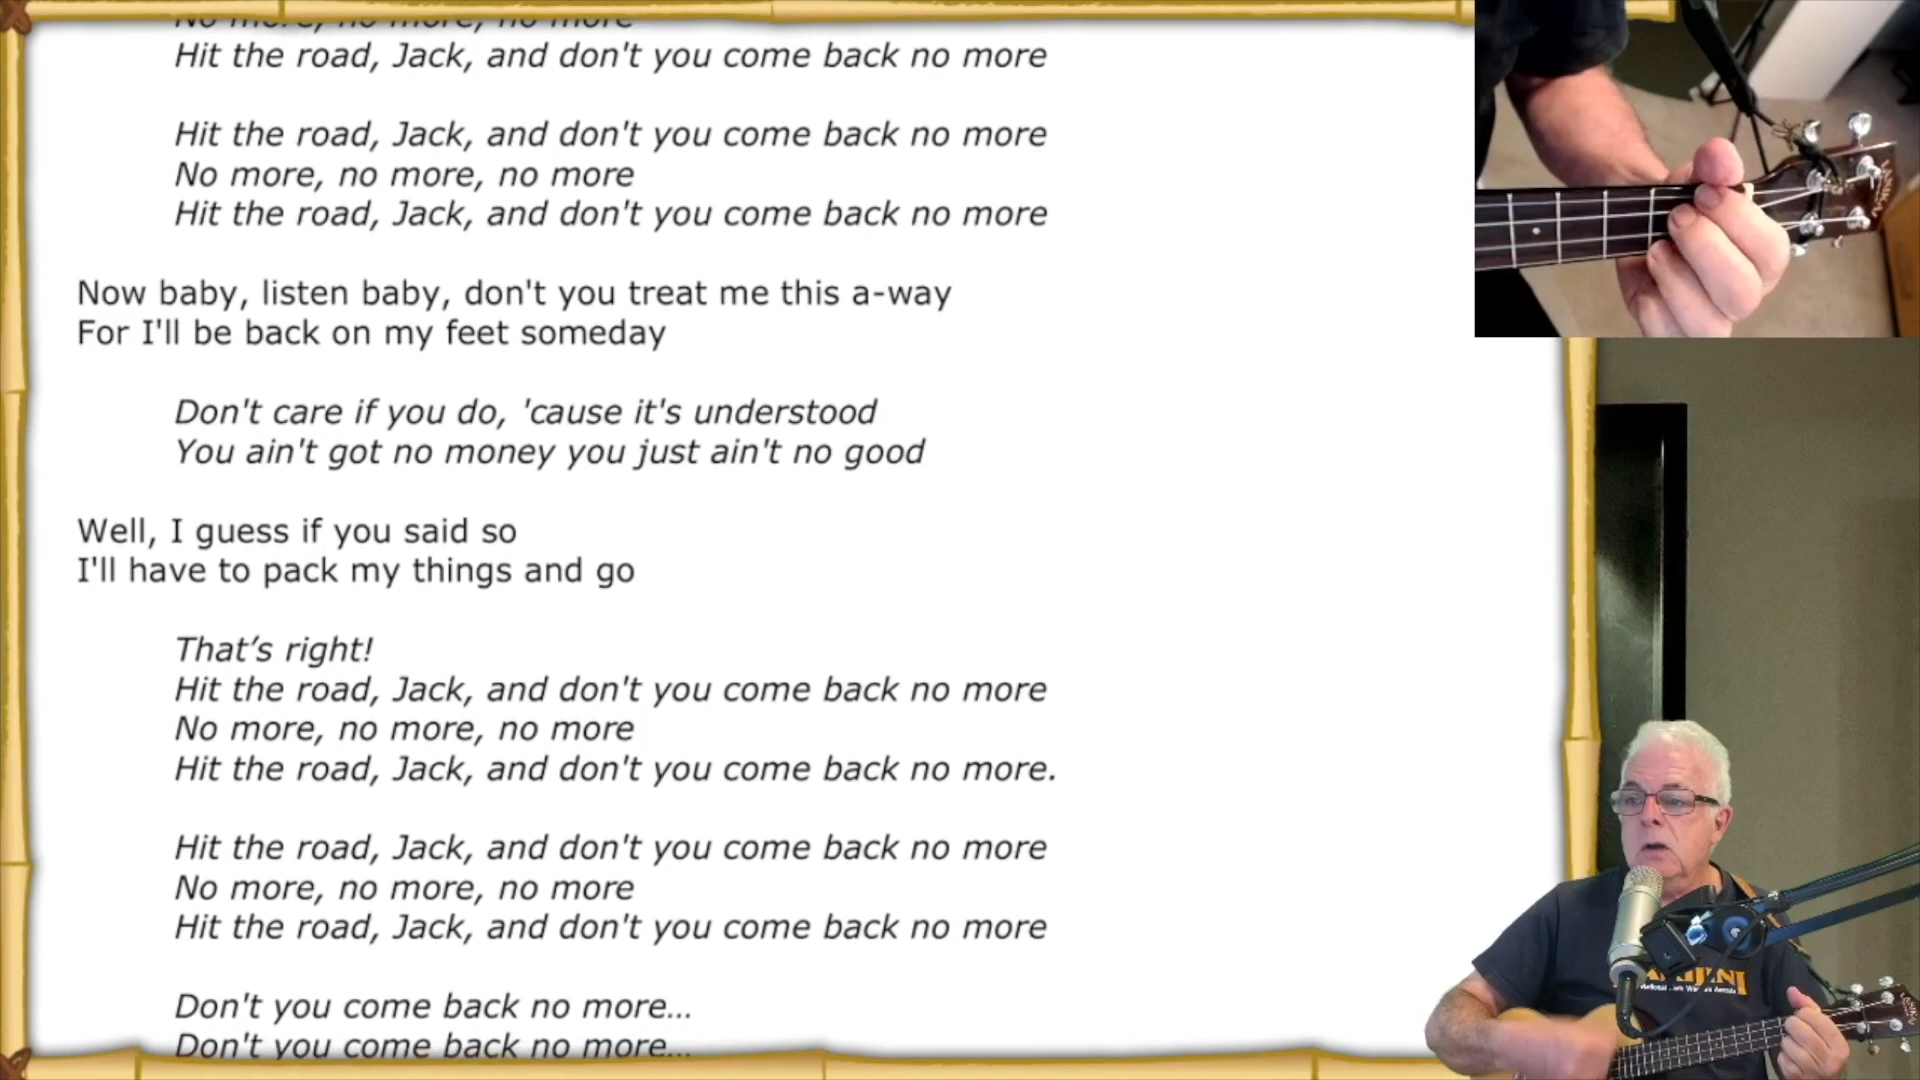 No more, no more, no more
Hit the road, Jack, and don't you come back no more
Hit the road, Jack, and don't you come back no more
No more, no more, no more
Hit the road, Jack, and don't you come back no more
Now baby, listen baby, don't you treat me this a-way
For I'll be back on my feet someday
Don't care if you do, 'cause it's understood
You ain't got no money you just ain't no good
Well, I guess if you said so
I'll have to pack my things and go
That’s right!
Hit the road, Jack, and don't you come back no more
No more, no more, no more
Hit the road, Jack, and don't you come back no more.
Hit the road, Jack, and don't you come back no more
No more, no more, no more
Hit the road, Jack, and don't you come back no more
Don't you come back no more...
Don't you come back no more...